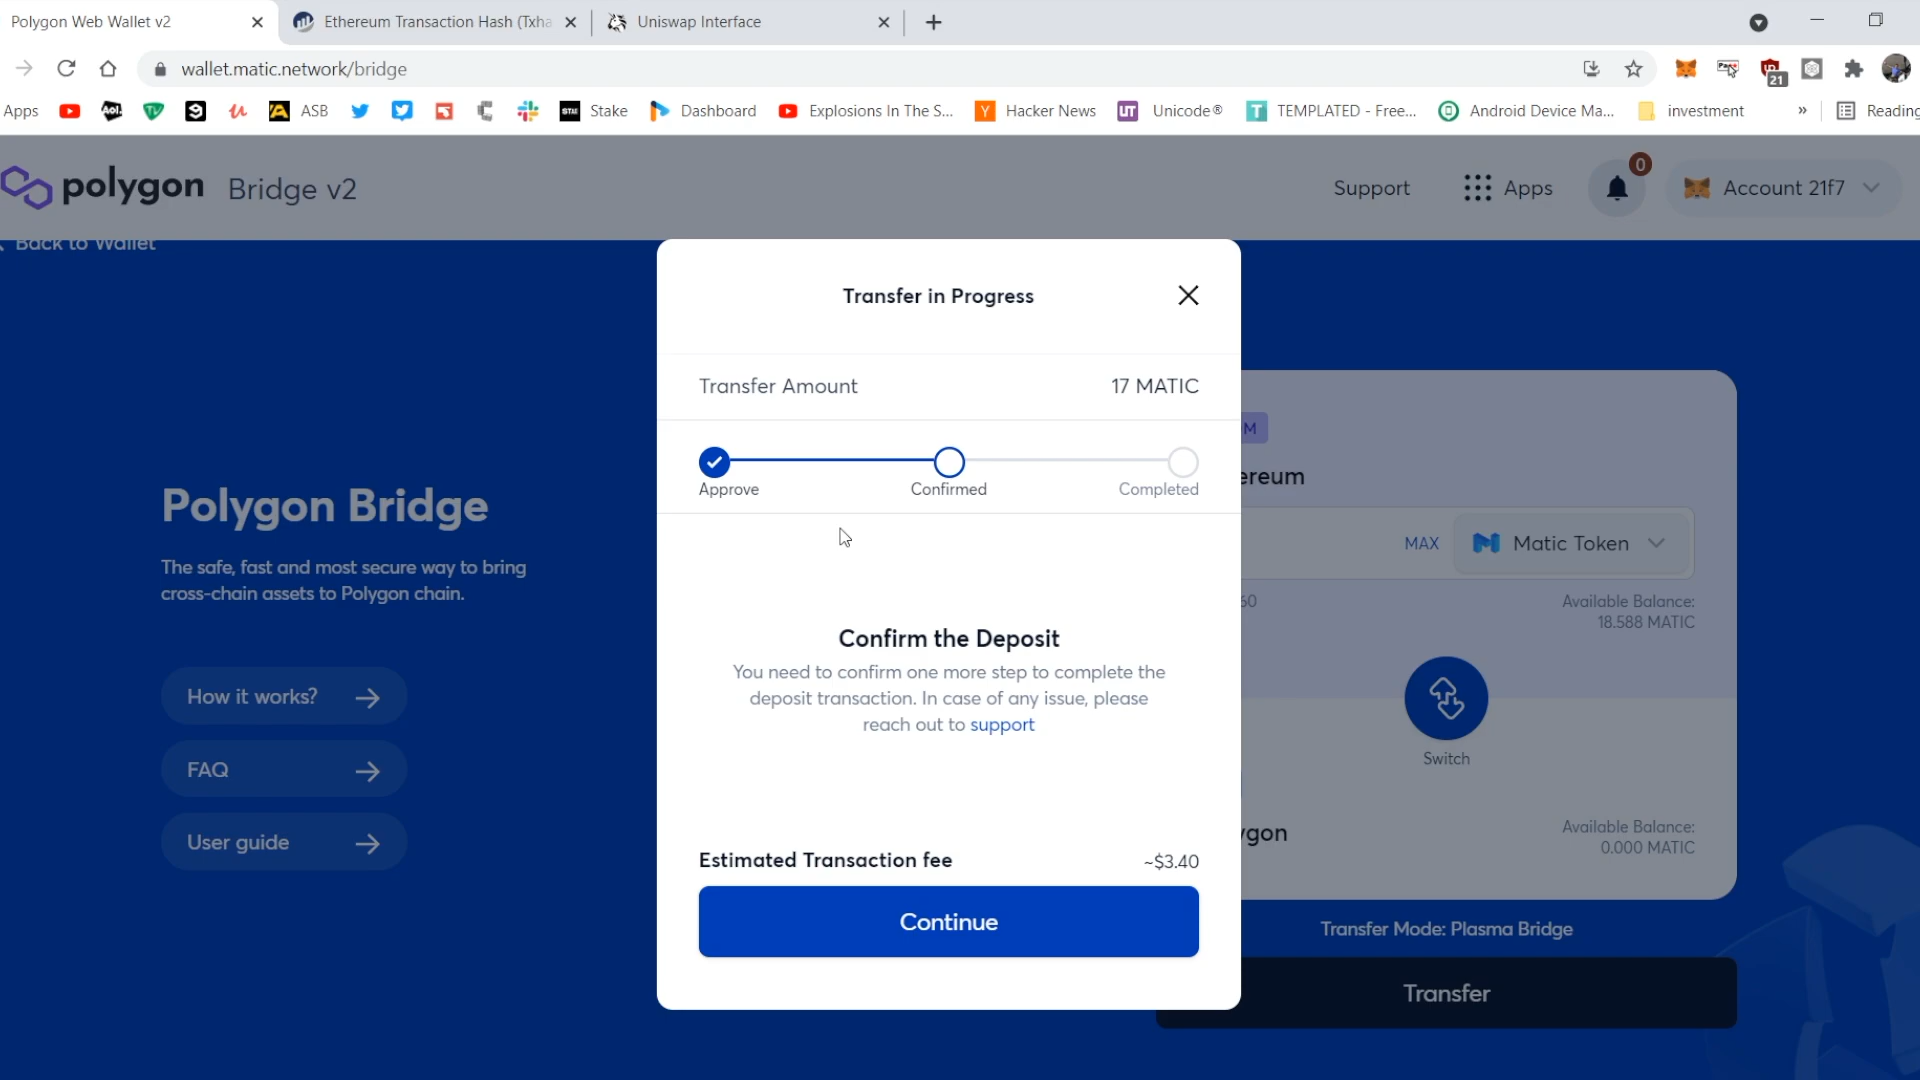 Polygon Web Wallet v2
Ethereum Transaction Hash (Txha
Uniswap Interface
wallet.matic.network/bridge
21
Apps
ASB
Stake
Dashboard
Explosions In The S...
Hacker News
Unicode®
TEMPLATED - Free...
Android Device Ma...
investment
»
Reading
polygon Bridge v2
Support
Apps
0
Account 21f7
Back to Wallet
Transfer in Progress
Transfer Amount
17 MATIC
Approve
Confirmed
Completed
Confirm the Deposit
You need to confirm one more step to complete the
deposit transaction. In case of any issue, please
reach out to support
Estimated Transaction fee
~$3.40
Continue
Polygon Bridge
The safe, fast and most secure way to bring
cross-chain assets to Polygon chain.
How it works?
FAQ
User guide
M
ereum
MAX
Matic Token
60
Available Balance:
18.588 MATIC
Switch
ygon
Available Balance:
0.000 MATIC
Transfer Mode: Plasma Bridge
Transfer